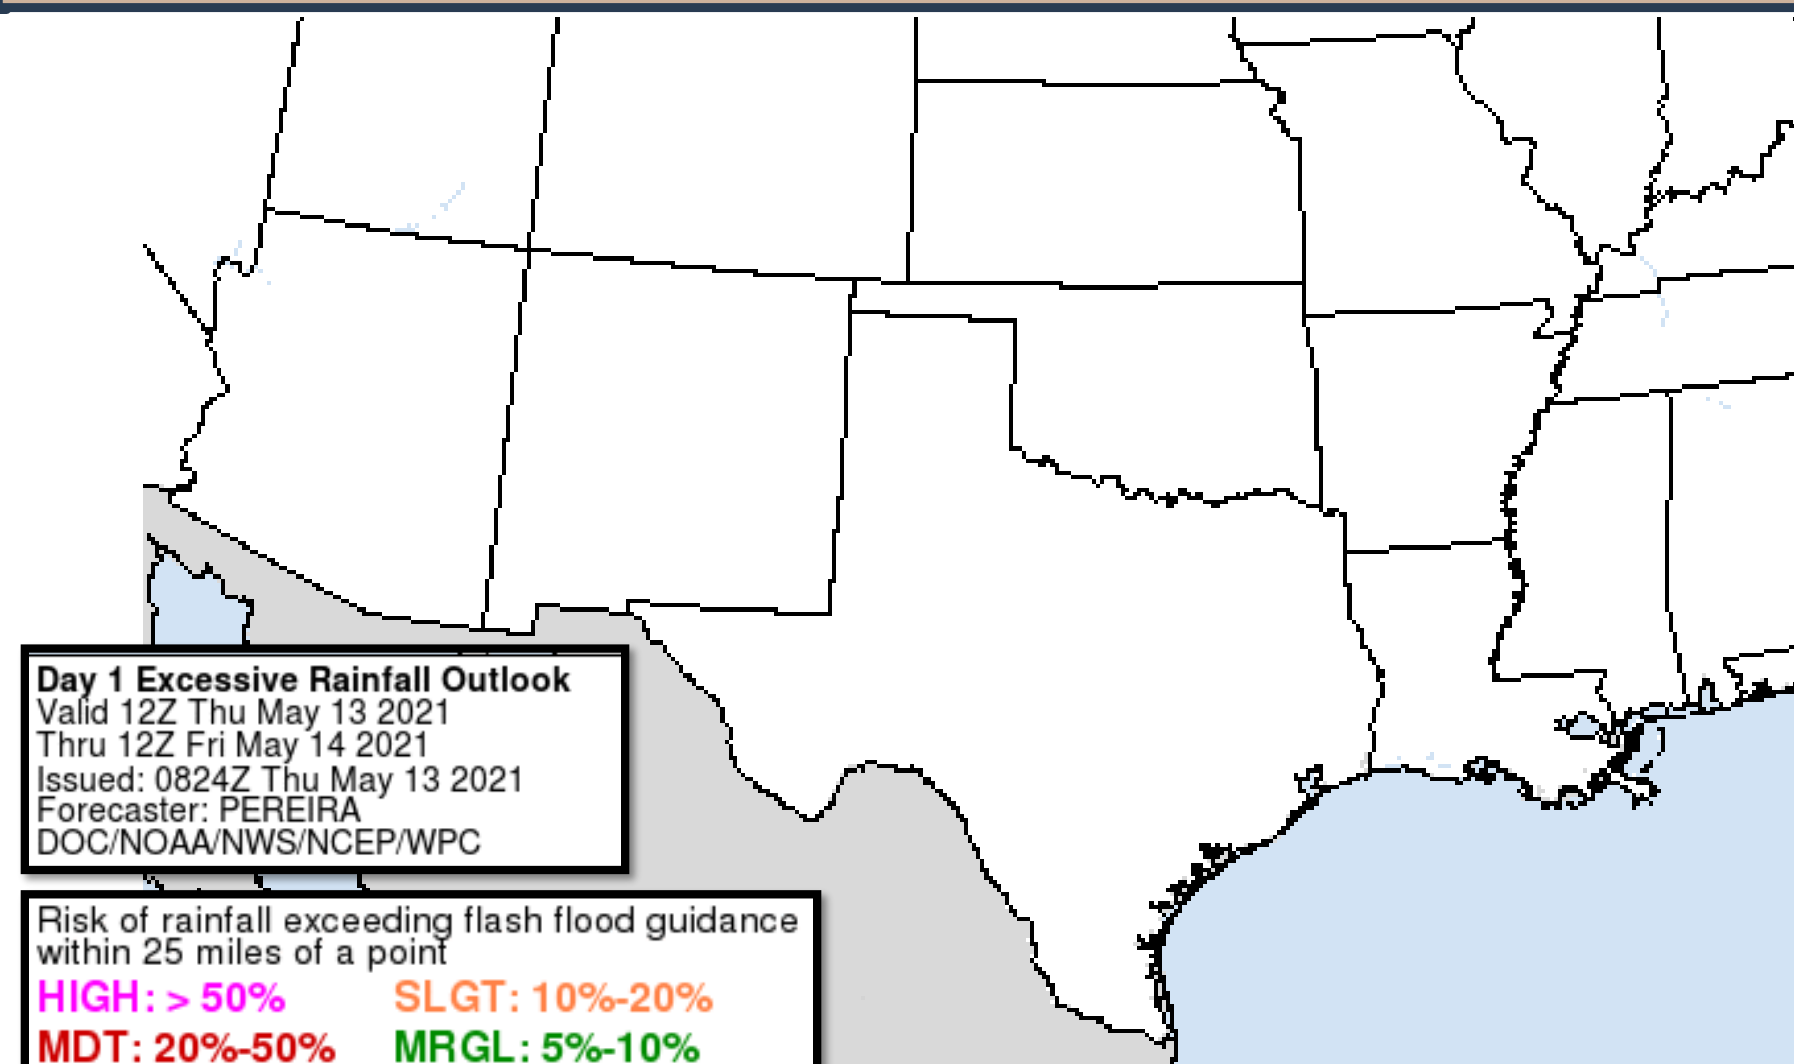 Day 1 Excessive Rainfall Outlook
Valid 12Z Thu May 13 2021
Thru 12Z Fri May 14 2021
Issued: 0824Z Thu May 13 2021
Forecaster: PEREIRA
DOC/NOAA/NWS/NCEP/WPC
Risk of rainfall exceeding flash flood guidance
within 25 miles of a point
HIGH: > 50% SLGT: 10%-20%
MDT: 20%-50% MRGL: 5%-10%